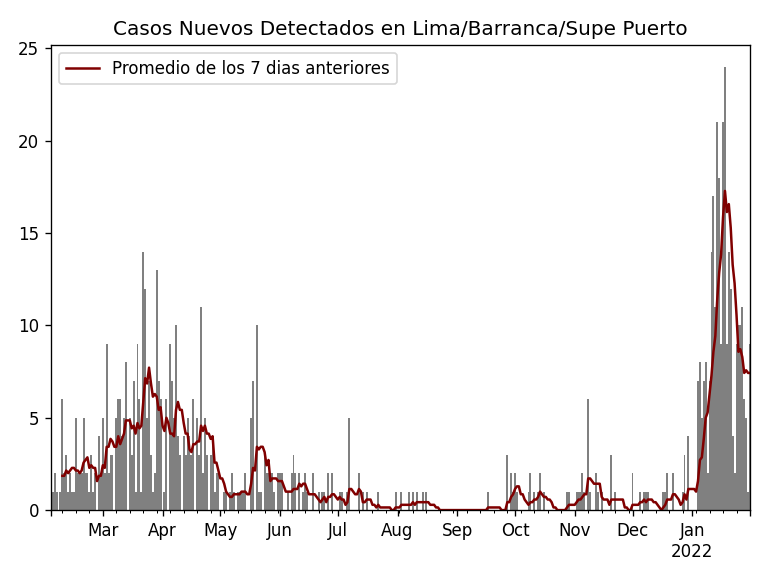 Casos Nuevos Detectados en Lima/Barranca/Supe Puerto
Promedio de los 7 dias anteriores
25
20
15
10
5
0
Mar Apr May Jun Jul Aug Sep Oct Nov Dec Jan
2022